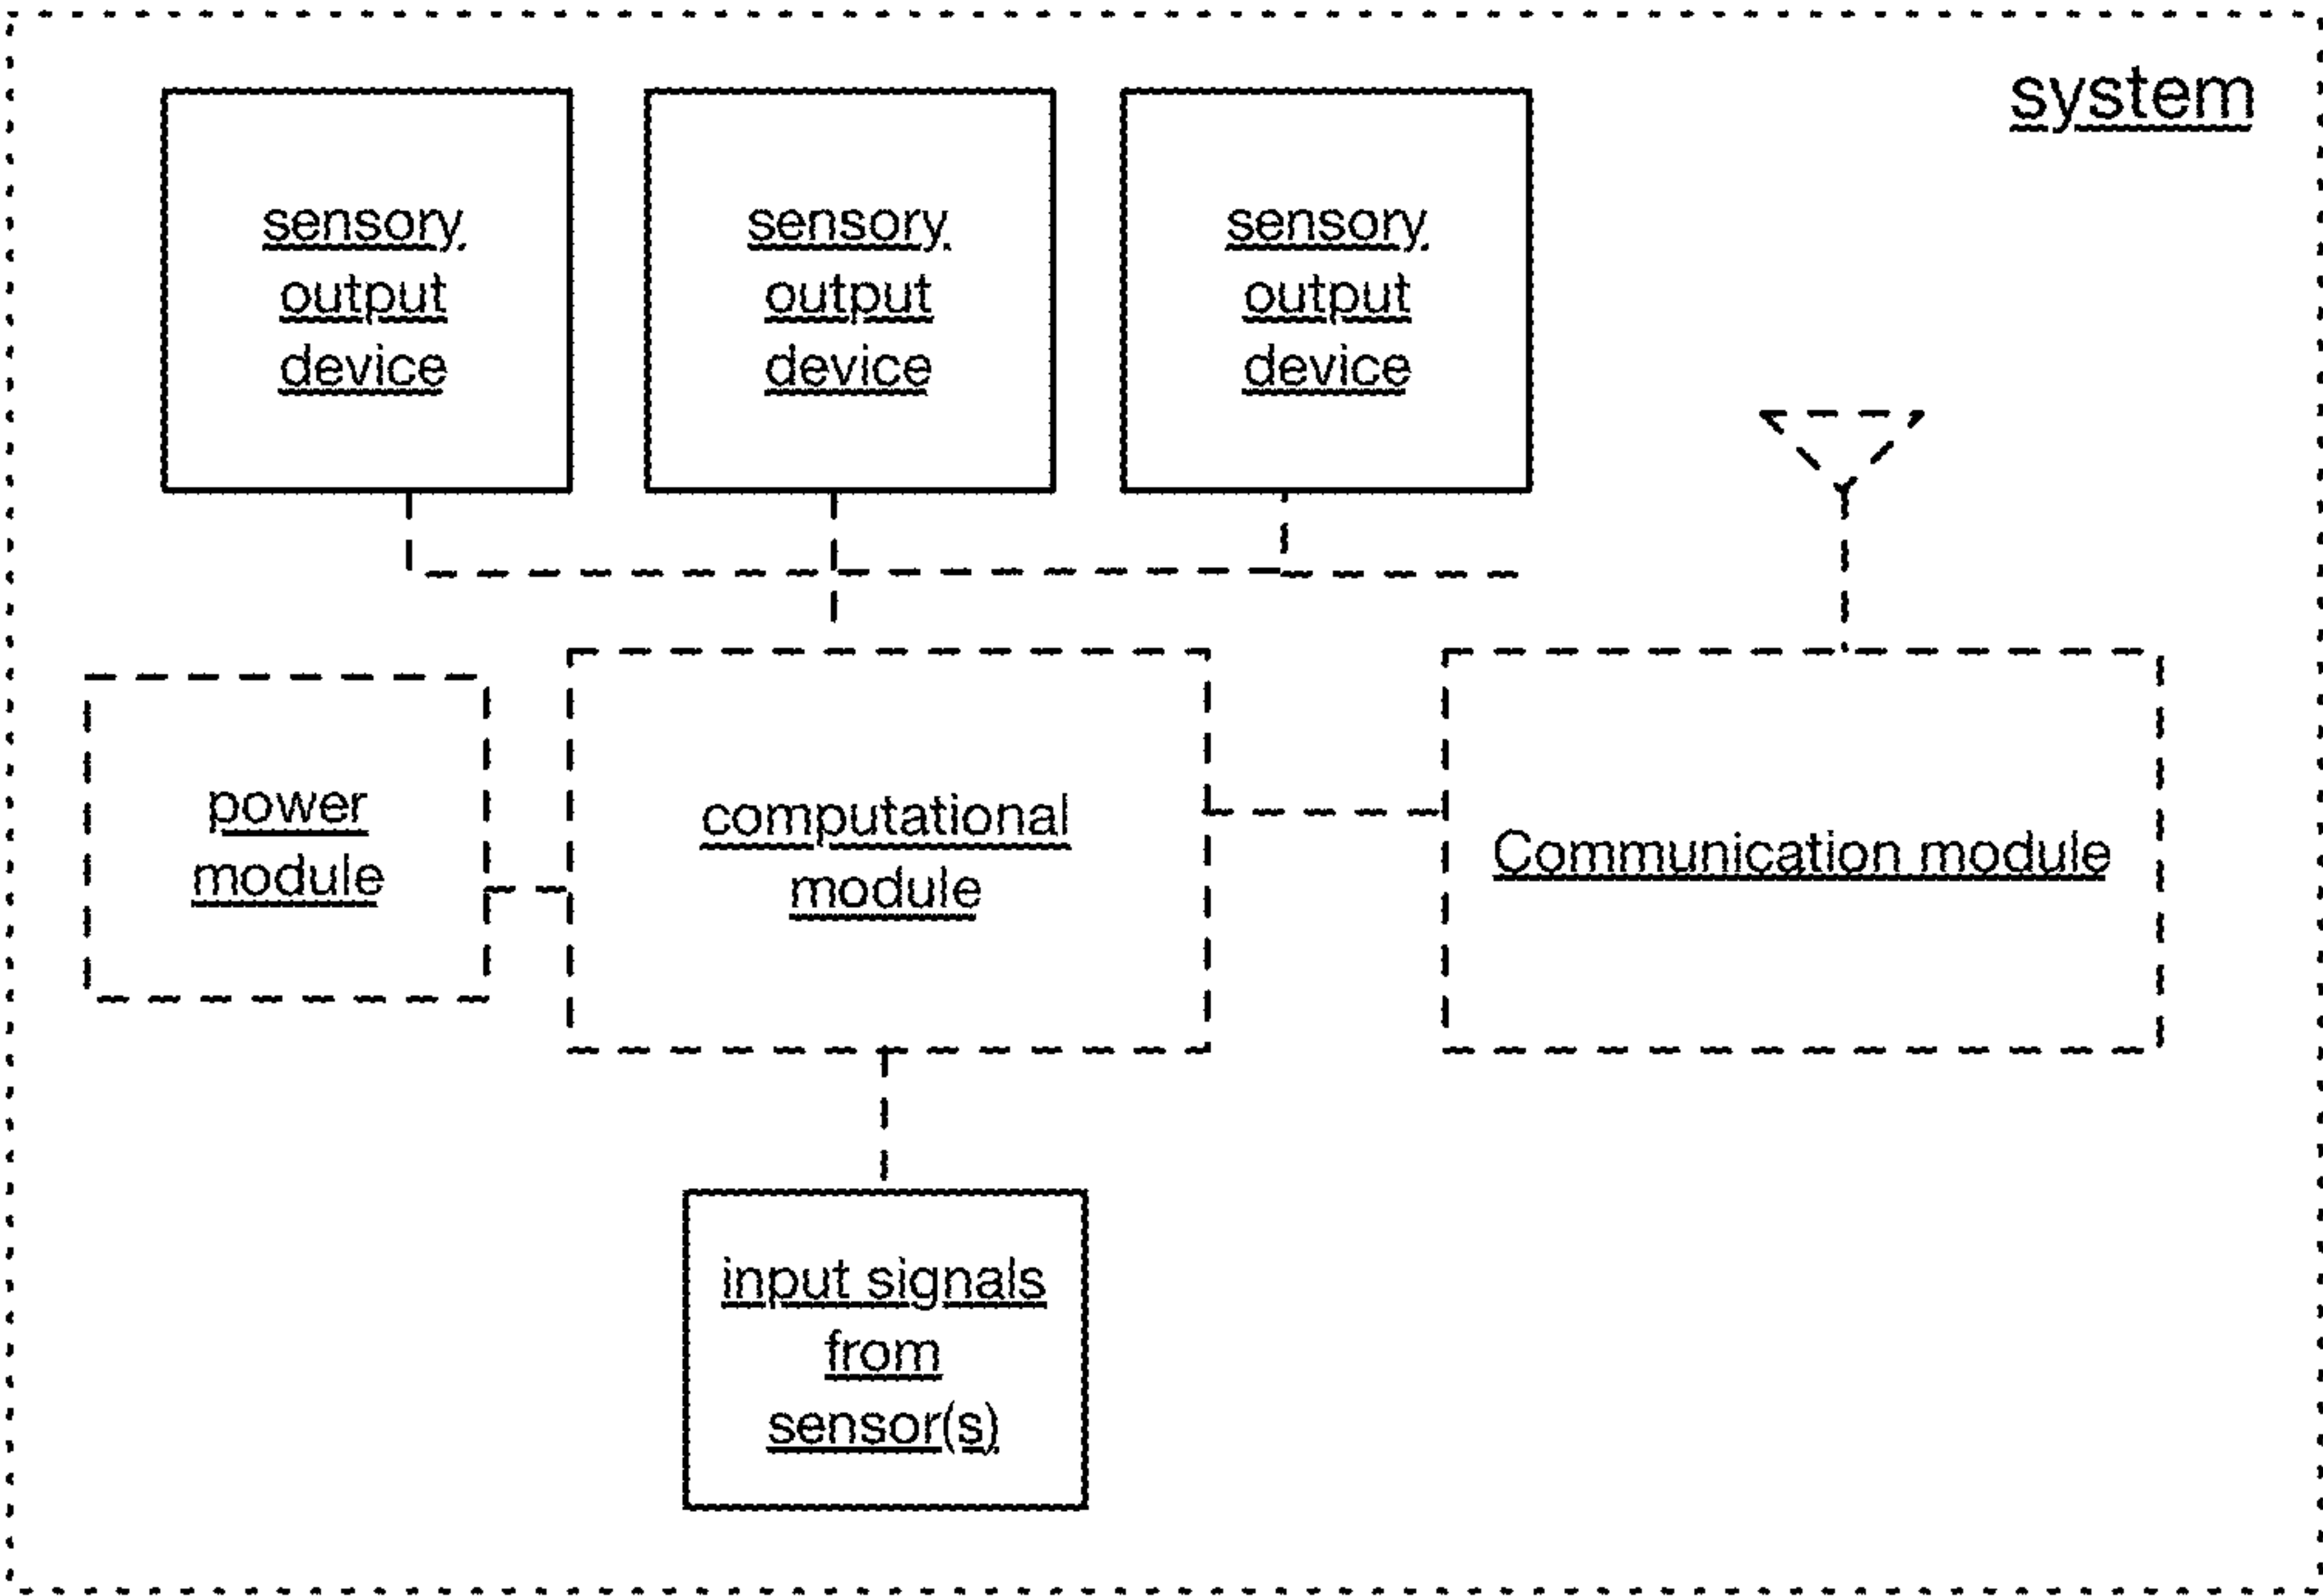 system
sensory
output
device
sensory
output
device
sensory
output
device
power
module
computational
module
Communication module
input signals
from
sensor(s)